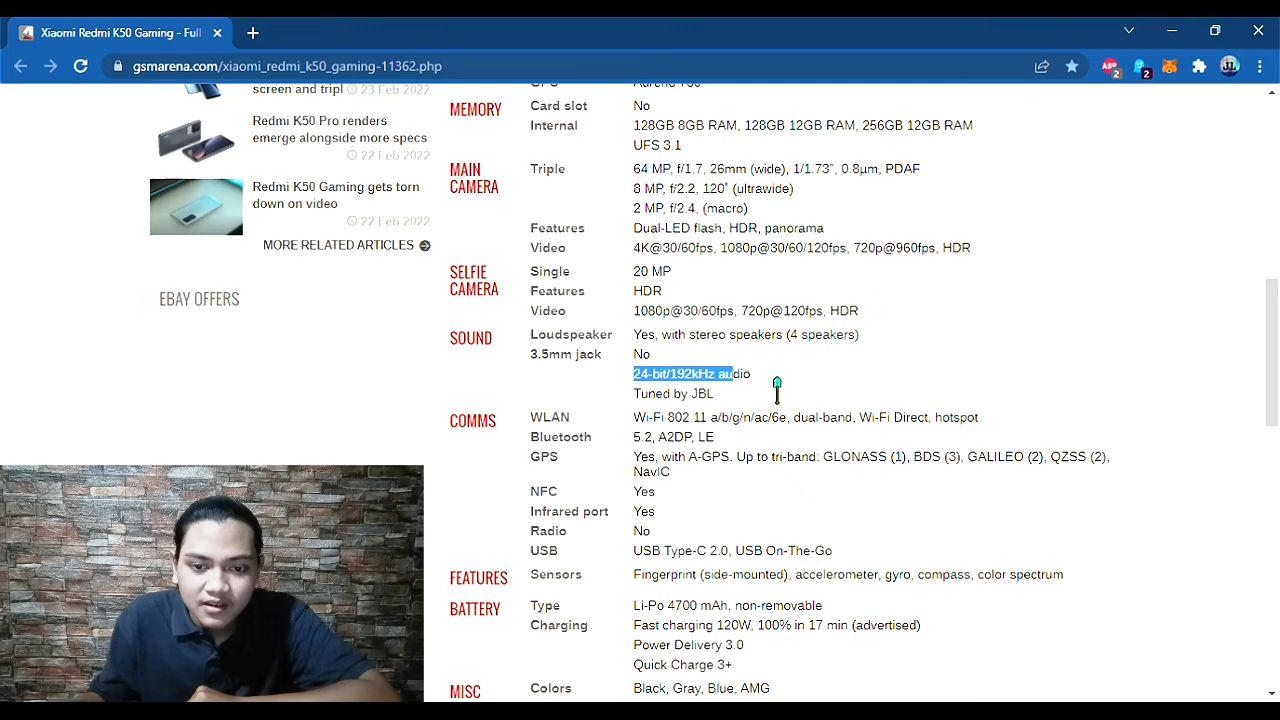 Xiaomi Redmi K50 Gaming - Full
gsmarena.com/xiaomi_redmi_k50_gaming-11362.php
2
2
screen and tripl 23 Feb 2022
Redmi K50 Pro renders
emerge alongside more specs
22 Feb 2022
Redmi K50 Gaming gets torn
down on video
22 Feb 2022
MORE RELATED ARTICLES
EBAY OFFERS
MEMORY Card slot No
Internal 128GB 8GB RAM, 128GB 12GB RAM, 256GB 12GB RAM
UFS 3.1
MAIN CAMERA Triple 64 MP, f/1.7, 26mm (wide), 1/1.73", 0.8µm, PDAF
8 MP, f/2.2, 120˚ (ultrawide)
2 MP, f/2.4, (macro)
Features Dual-LED flash, HDR, panorama
Video 4K@30/60fps, 1080p@30/60/120fps, 720p@960fps, HDR
SELFIE CAMERA Single 20 MP
Features HDR
Video 1080p@30/60fps, 720p@120fps, HDR
SOUND Loudspeaker Yes, with stereo speakers (4 speakers)
3.5mm jack No
24-bit/192kHz audio
Tuned by JBL
COMMS WLAN Wi-Fi 802.11 a/b/g/n/ac/6e, dual-band, Wi-Fi Direct, hotspot
Bluetooth 5.2, A2DP, LE
GPS Yes, with A-GPS. Up to tri-band: GLONASS (1), BDS (3), GALILEO (2), QZSS (2),
NavIC
NFC Yes
Infrared port Yes
Radio No
USB USB Type-C 2.0, USB On-The-Go
FEATURES Sensors Fingerprint (side-mounted), accelerometer, gyro, compass, color spectrum
BATTERY Type Li-Po 4700 mAh, non-removable
Charging Fast charging 120W, 100% in 17 min (advertised)
Power Delivery 3.0
Quick Charge 3+
MISC Colors Black, Gray, Blue, AMG